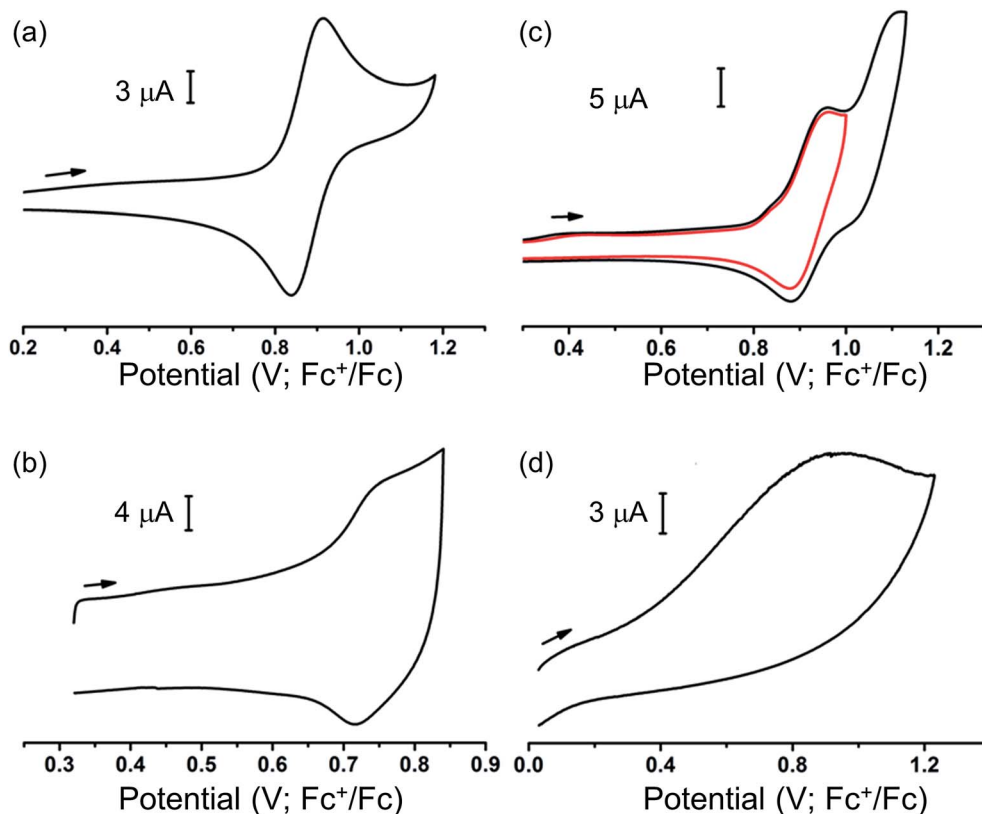 (a)
3 μA
0.2 0.4 0.6 0.8 1.0 1.2
Potential (V; Fc⁺/Fc)
(c)
5 μA
0.4 0.6 0.8 1.0 1.2
Potential (V; Fc⁺/Fc)
(b)
4 μA
0.3 0.4 0.5 0.6 0.7 0.8 0.9
Potential (V; Fc⁺/Fc)
(d)
3 μA
0.0 0.4 0.8 1.2
Potential (V; Fc⁺/Fc)